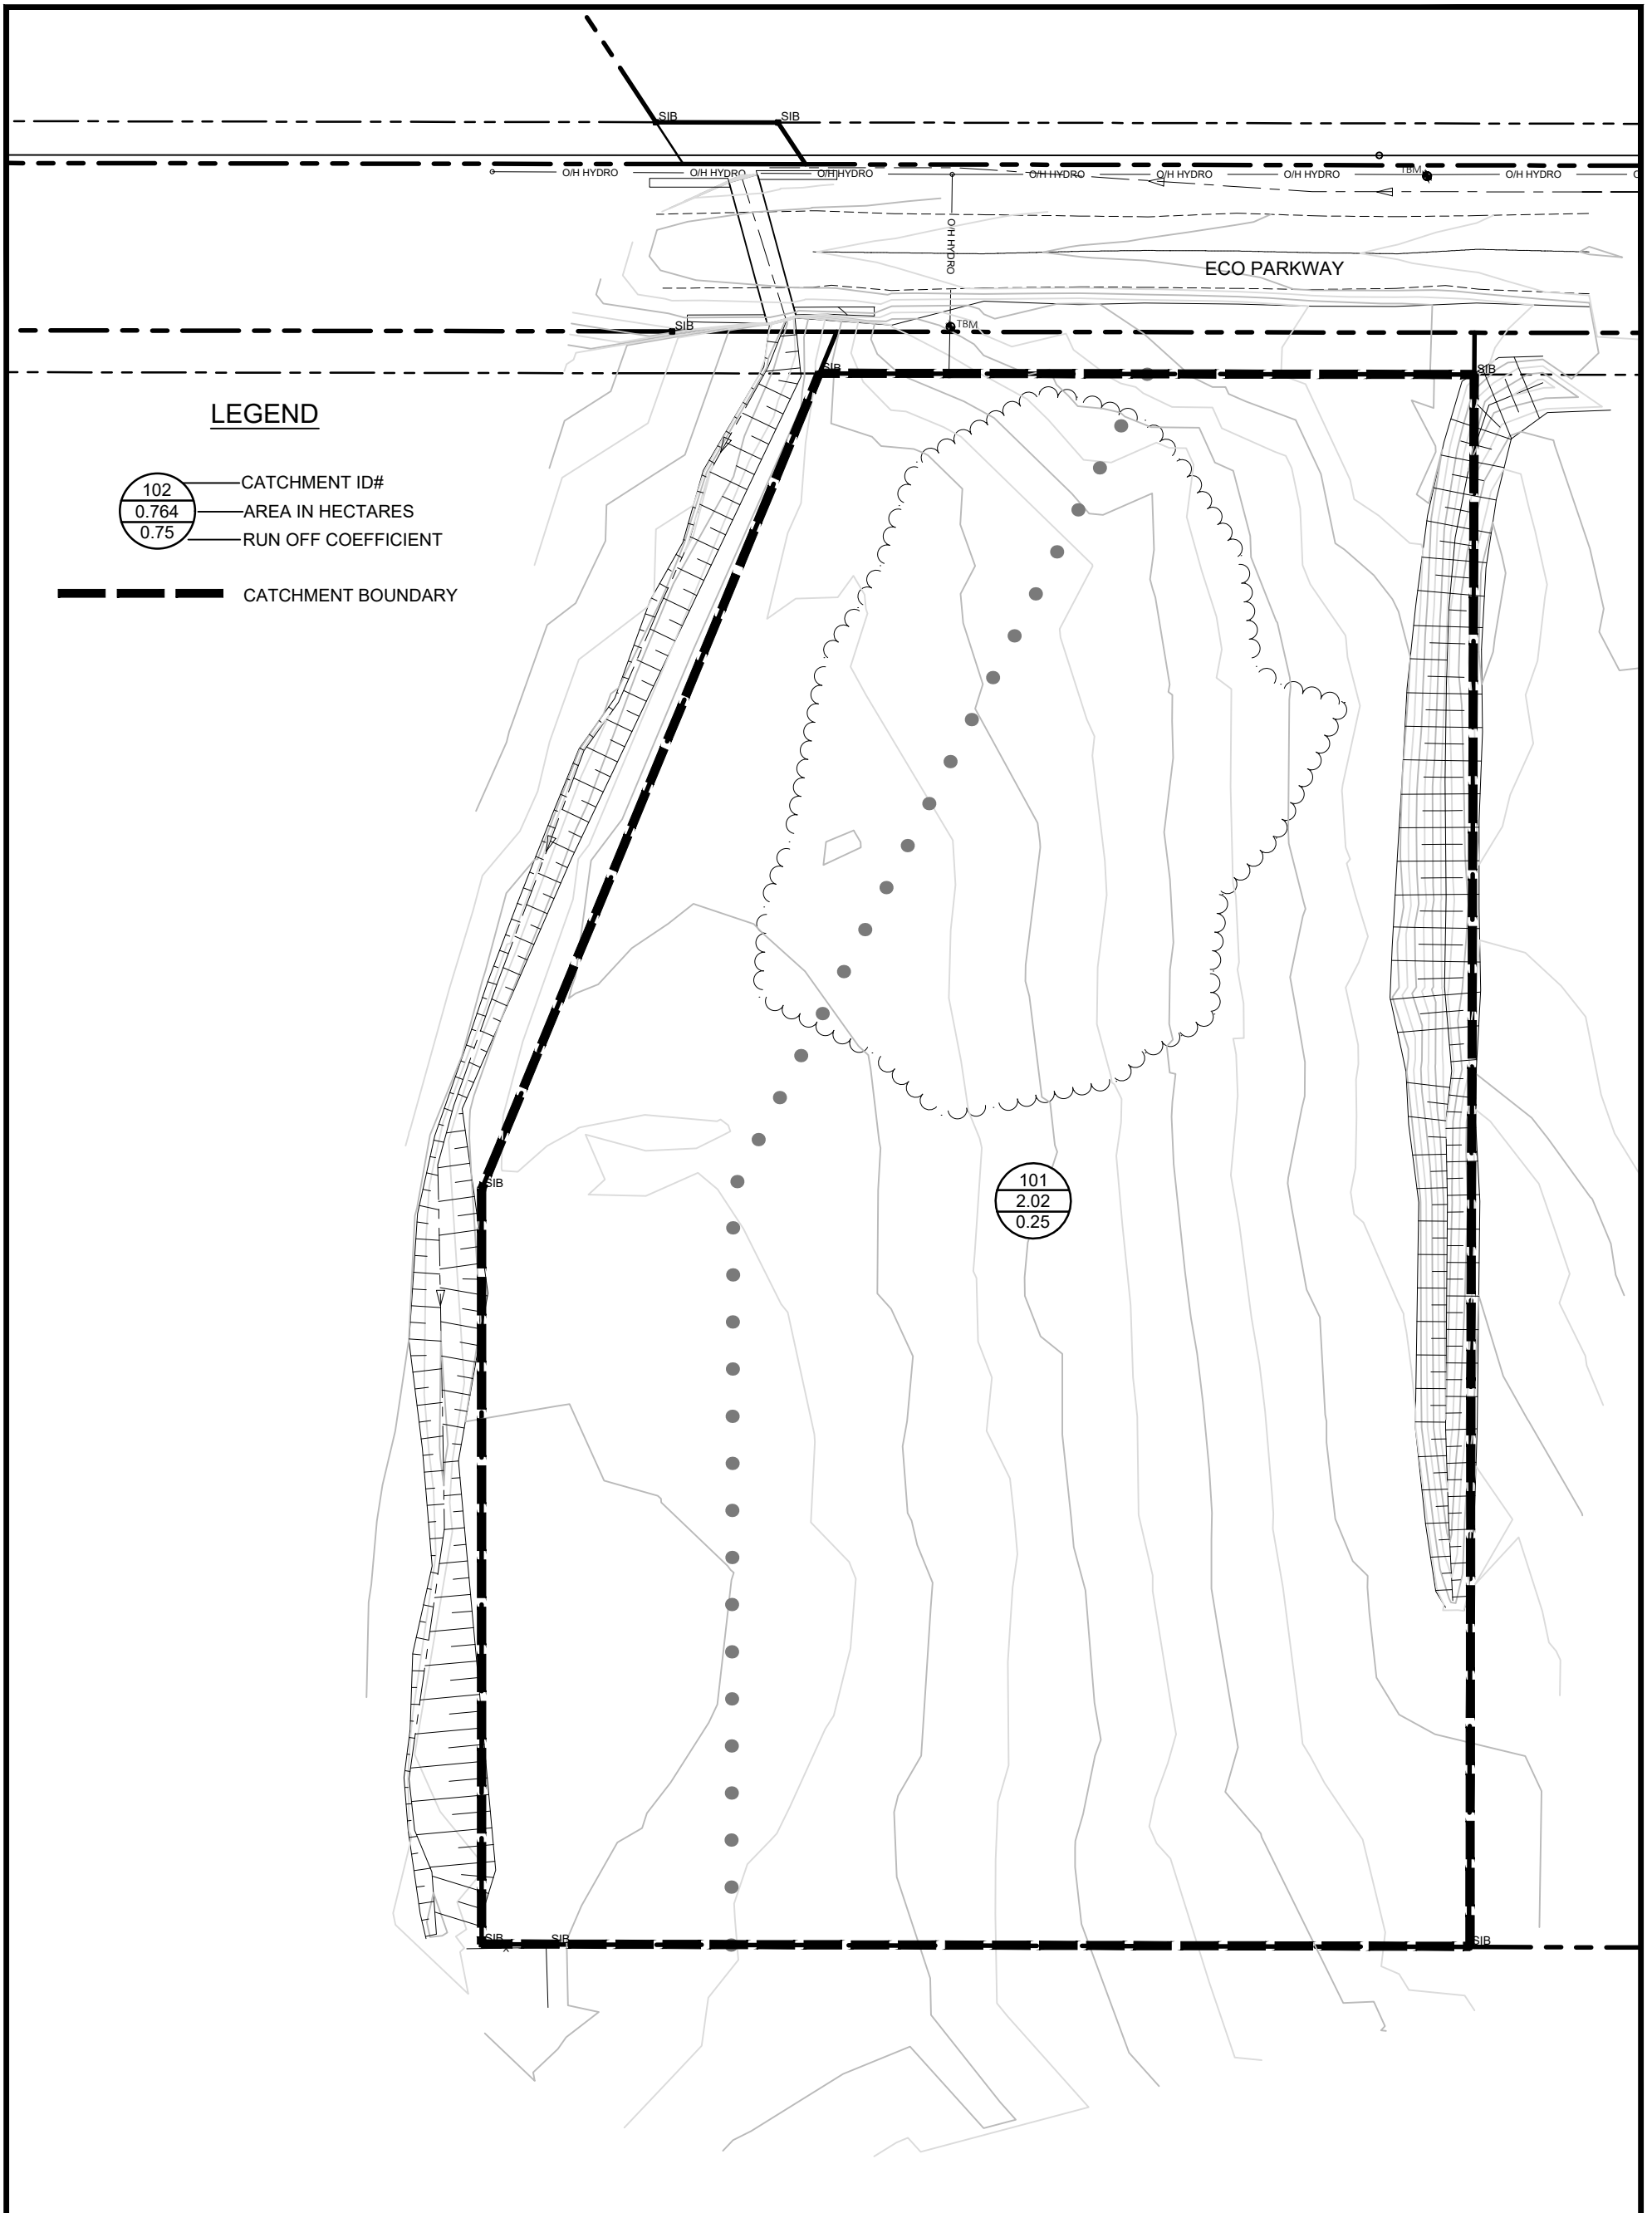 SIB
SIB
O/H HYDRO
O/H HYDRO
O/H HYDRO
O/H HYDRO
O/H HYDRO
O/H HYDRO
TBM
O/H HYDRO
O/H HYDRO
ECO PARKWAY
SIB
TBM
SIB
SIB
LEGEND
102
0.764
0.75
CATCHMENT ID#
AREA IN HECTARES
RUN OFF COEFFICIENT
CATCHMENT BOUNDARY
SIB
101
2.02
0.25
SIB
SIB
SIB